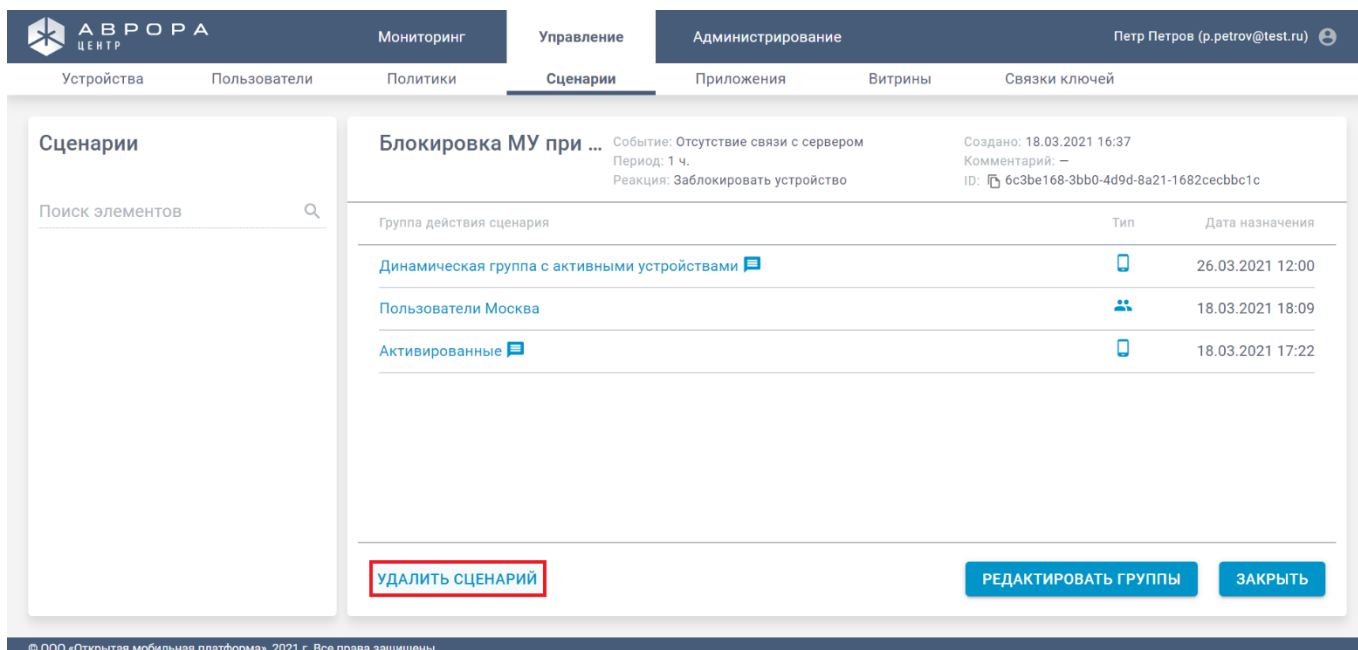 АВРОРА
ЦЕНТР
Мониторинг
Управление
Администрирование
Петр Петров (p.petrov@test.ru)
Устройства
Пользователи
Политики
Сценарии
Приложения
Витрины
Связки ключей
Сценарии
Поиск элементов
Блокировка МУ при ...
Событие: Отсутствие связи с сервером
Период: 1 ч.
Реакция: Заблокировать устройство
Создано: 18.03.2021 16:37
Комментарий: —
ID: 6c3be168-3bb0-4d9d-8a21-1682cecbbc1c
Группа действия сценария
Тип
Дата назначения
Динамическая группа с активными устройствами
26.03.2021 12:00
Пользователи Москва
18.03.2021 18:09
Активированные
18.03.2021 17:22
УДАЛИТЬ СЦЕНАРИЙ
РЕДАКТИРОВАТЬ ГРУППЫ
ЗАКРЫТЬ
© ООО «Открытая мобильная платформа», 2021 г. Все права защищены